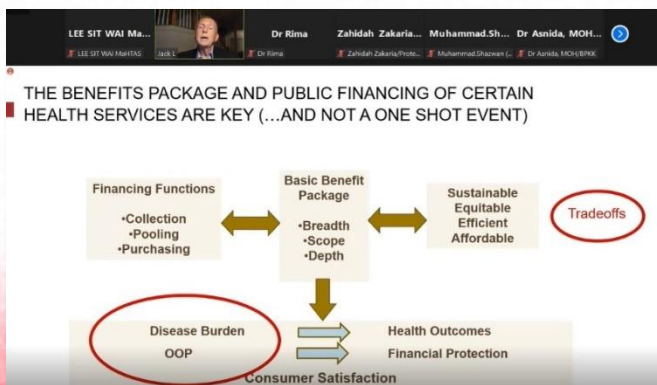 LEE SIT WAI Ma...
Dr Rima
Zahidah Zakaria...
Muhammad.Sh...
Dr Asnida, MOH...
LEE SIT WAI MaHTAS
Jack L
Dr Rima
Zahidah Zakaria/Prote...
Muhammad.Shazwan (...
Dr Asnida, MOH/BPKK
THE BENEFITS PACKAGE AND PUBLIC FINANCING OF CERTAIN
HEALTH SERVICES ARE KEY (...AND NOT A ONE SHOT EVENT)
Financing Functions
•Collection
•Pooling
•Purchasing
Basic Benefit
Package
•Breadth
•Scope
•Depth
Sustainable
Equitable
Efficient
Affordable
Tradeoffs
Disease Burden
Health Outcomes
OOP
Financial Protection
Consumer Satisfaction